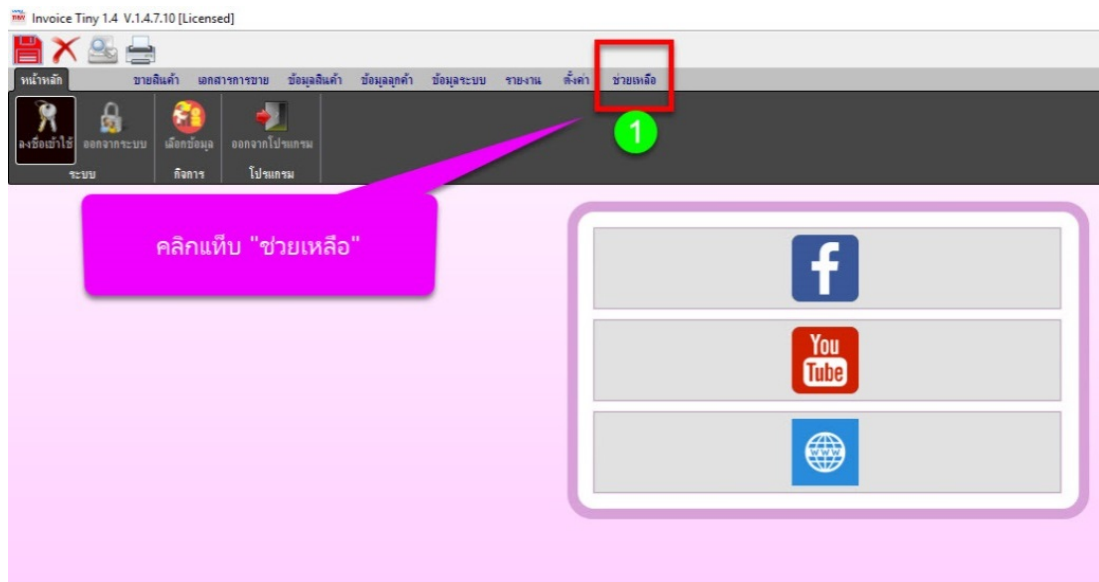 Invoice Tiny 1.4 V.1.4.7.10 [Licensed]
หน้าหลัก ขายสินค้า เอกสารการขาย ข้อมูลสินค้า ข้อมูลลูกค้า ข้อมูลระบบ รายงาน ตั้งค่า ช่วยเหลือ
1
ลงชื่อเข้าใช้ ออกจากระบบ เลือกข้อมูล ออกจากโปรแกรม
ระบบ กิจการ โปรแกรม
คลิกแท็บ "ช่วยเหลือ"
f
You
Tube
www